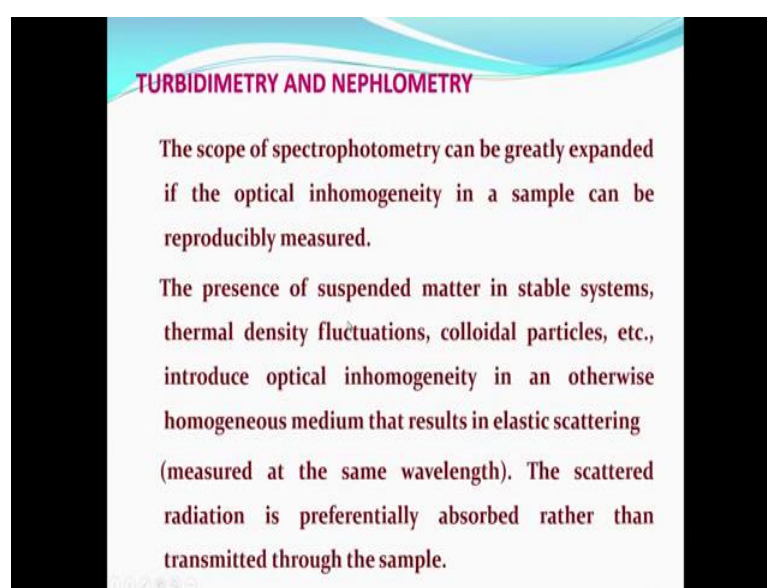 TURBIDIMETRY AND NEPHLOMETRY
The scope of spectrophotometry can be greatly expanded
if the optical inhomogeneity in a sample can be
reproducibly measured.
The presence of suspended matter in stable systems,
thermal density fluctuations, colloidal particles, etc.,
introduce optical inhomogeneity in an otherwise
homogeneous medium that results in elastic scattering
(measured at the same wavelength). The scattered
radiation is preferentially absorbed rather than
transmitted through the sample.